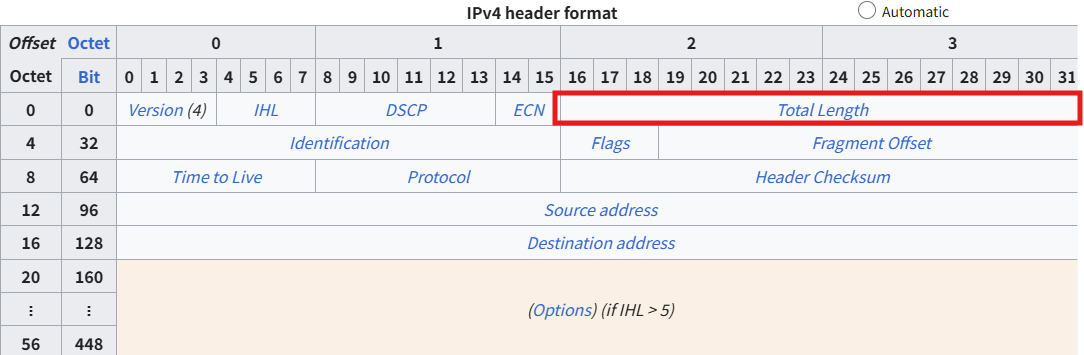 IPv4 header format
Automatic
Offset Octet 0 1 2 3
Octet Bit 0 1 2 3 4 5 6 7 8 9 10 11 12 13 14 15 16 17 18 19 20 21 22 23 24 25 26 27 28 29 30 31
0 0 Version (4) IHL DSCP ECN Total Length
4 32 Identification Flags Fragment Offset
8 64 Time to Live Protocol Header Checksum
12 96 Source address
16 128 Destination address
20 160
⋮ ⋮ (Options) (if IHL > 5)
56 448